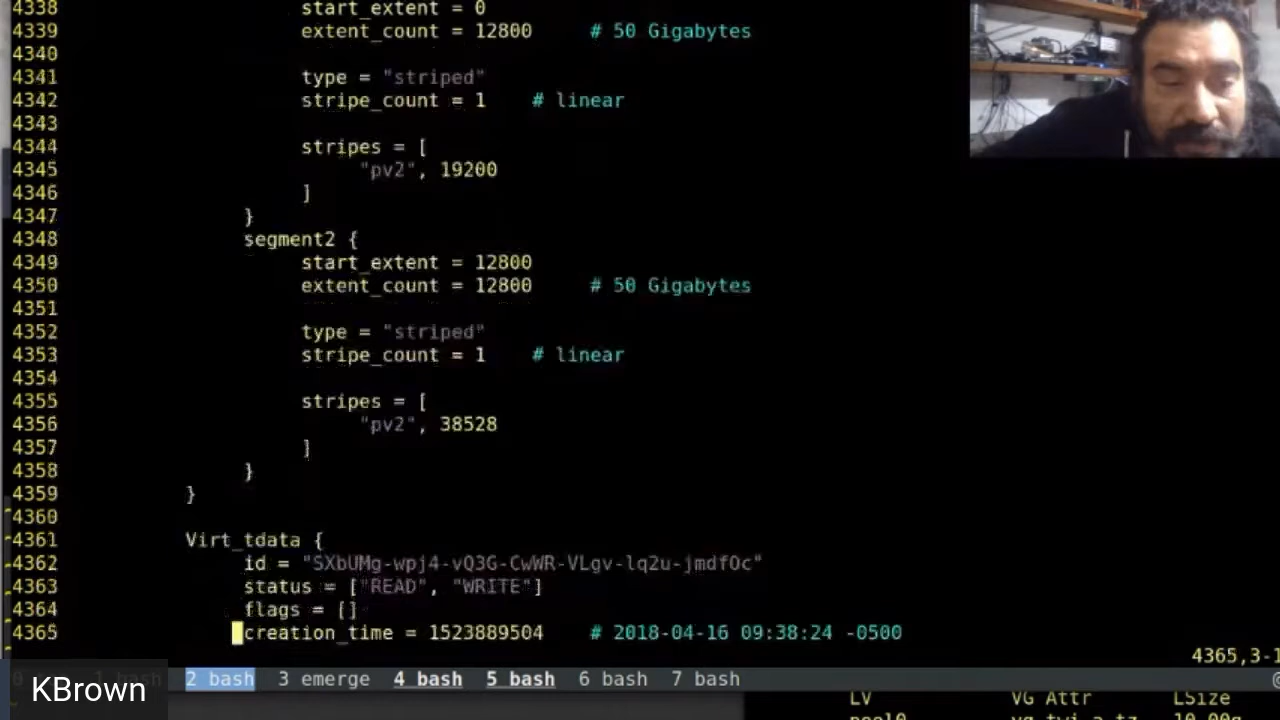 4338 start_extent = 0
4339 extent_count = 12800 # 50 Gigabytes
4340
4341 type = "striped"
4342 stripe_count = 1 # linear
4343
4344 stripes = [
4345 "pv2", 19200
4346 ]
4347 }
4348 segment2 {
4349 start_extent = 12800
4350 extent_count = 12800 # 50 Gigabytes
4351
4352 type = "striped"
4353 stripe_count = 1 # linear
4354
4355 stripes = [
4356 "pv2", 38528
4357 ]
4358 }
4359 }
4360
4361 Virt_tdata {
4362 id = "SXbUMg-wpj4-vQ3G-CwWR-VLgv-lq2u-jmdfOc"
4363 status = ["READ", "WRITE"]
4364 flags = []
4365 creation_time = 1523889504 # 2018-04-16 09:38:24 -0500
4365,3-1
1 bash 2 bash 3 emerge 4 bash 5 bash 6 bash 7 bash
KBrown
LV VG Attr LSize